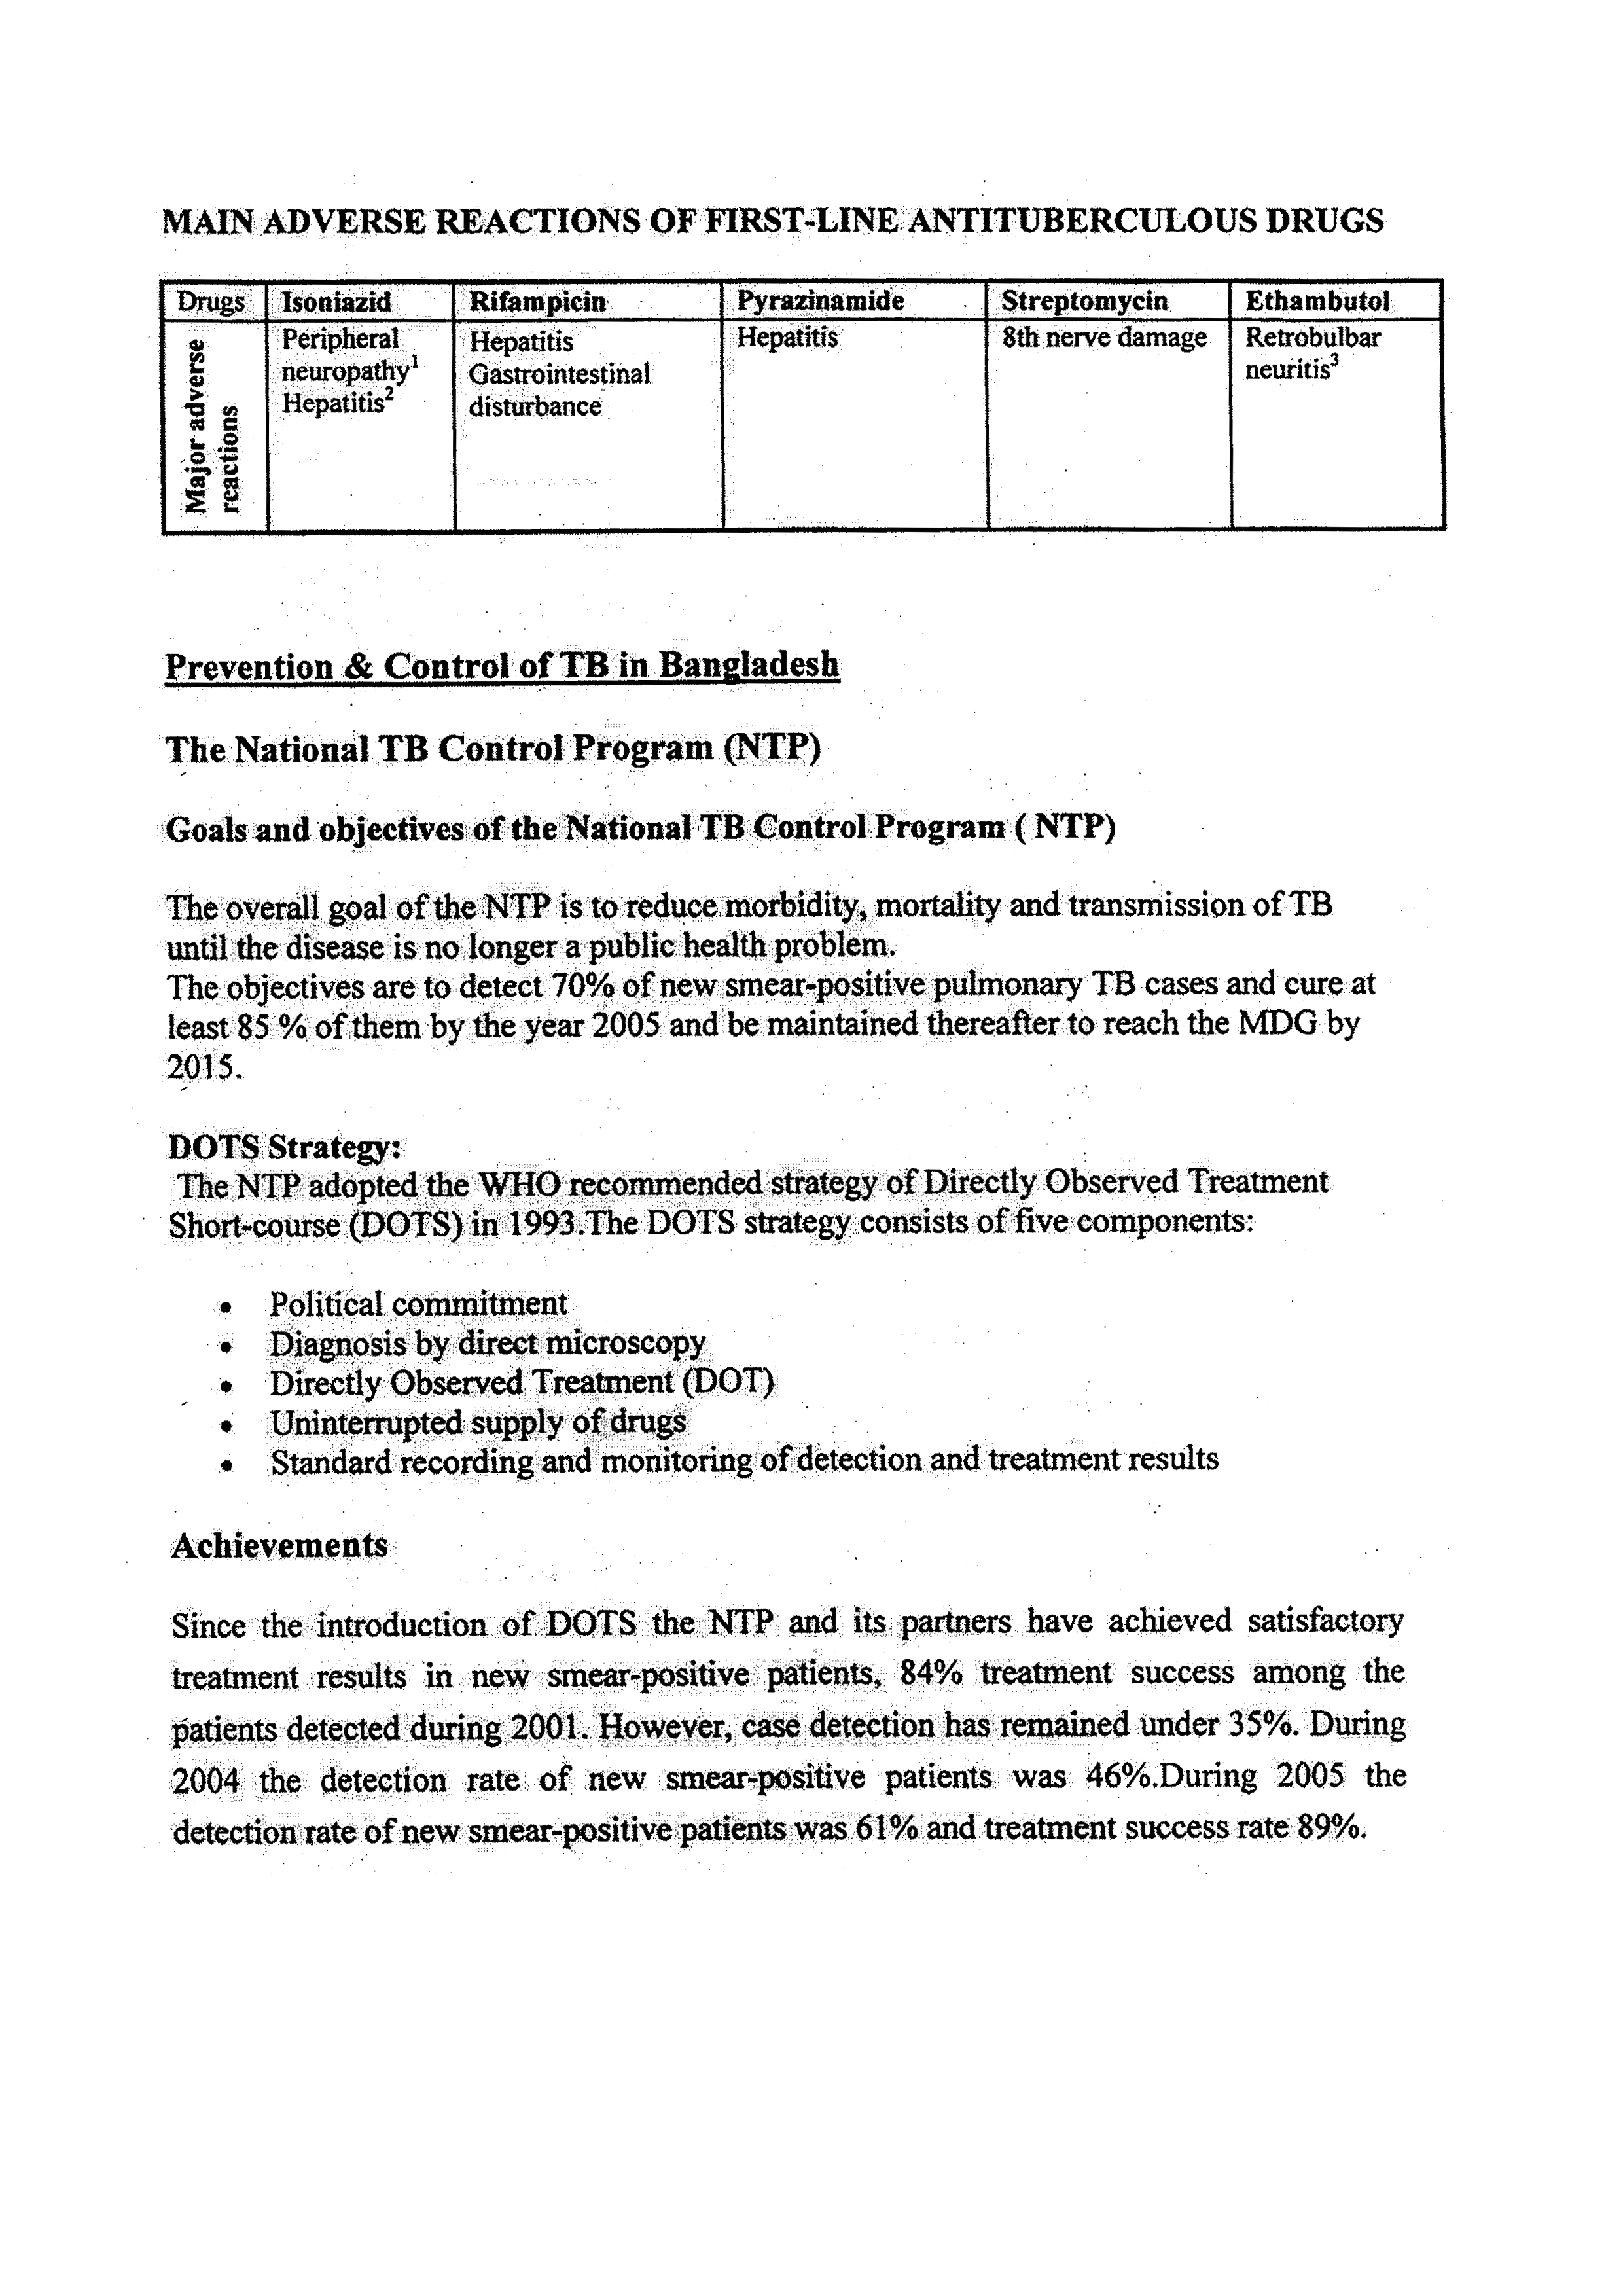 MAIN ADVERSE REACTIONS OF FIRST-LINE ANTITUBERCULOUS DRUGS
Drugs Isoniazid Rifampicin Pyrazinamide Streptomycin Ethambutol
Major adverse
reactions
Peripheral
neuropathy¹
Hepatitis²
Hepatitis
Gastrointestinal
disturbance
Hepatitis
8th nerve damage
Retrobulbar
neuritis³
Prevention & Control of TB in Bangladesh
The National TB Control Program (NTP)
Goals and objectives of the National TB Control Program ( NTP)
The overall goal of the NTP is to reduce morbidity, mortality and transmission of TB
until the disease is no longer a public health problem.
The objectives are to detect 70% of new smear-positive pulmonary TB cases and cure at
least 85 % of them by the year 2005 and be maintained thereafter to reach the MDG by
2015.
DOTS Strategy:
The NTP adopted the WHO recommended strategy of Directly Observed Treatment
Short-course (DOTS) in 1993.The DOTS strategy consists of five components:
• Political commitment
• Diagnosis by direct microscopy
• Directly Observed Treatment (DOT)
• Uninterrupted supply of drugs
• Standard recording and monitoring of detection and treatment results
Achievements
Since the introduction of DOTS the NTP and its partners have achieved satisfactory
treatment results in new smear-positive patients, 84% treatment success among the
patients detected during 2001. However, case detection has remained under 35%. During
2004 the detection rate of new smear-positive patients was 46%.During 2005 the
detection rate of new smear-positive patients was 61% and treatment success rate 89%.